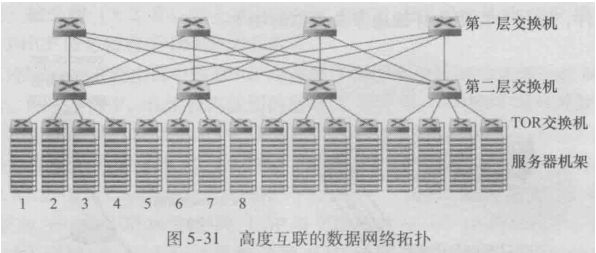 第一层交换机
第二层交换机
TOR交换机
服务器机架
1 2 3 4 5 6 7 8
图 5-31 高度互联的数据网络拓扑